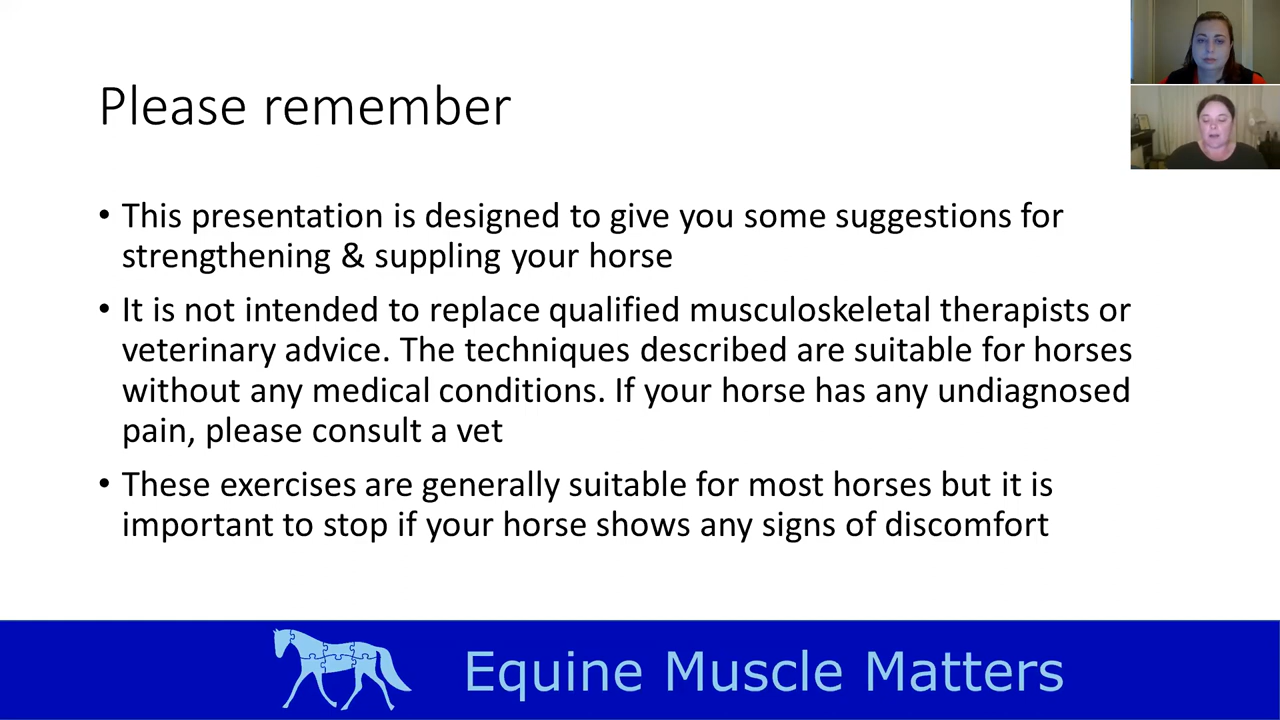 Please remember
• This presentation is designed to give you some suggestions for
strengthening & suppling your horse
• It is not intended to replace qualified musculoskeletal therapists or
veterinary advice. The techniques described are suitable for horses
without any medical conditions. If your horse has any undiagnosed
pain, please consult a vet
• These exercises are generally suitable for most horses but it is
important to stop if your horse shows any signs of discomfort
Equine Muscle Matters